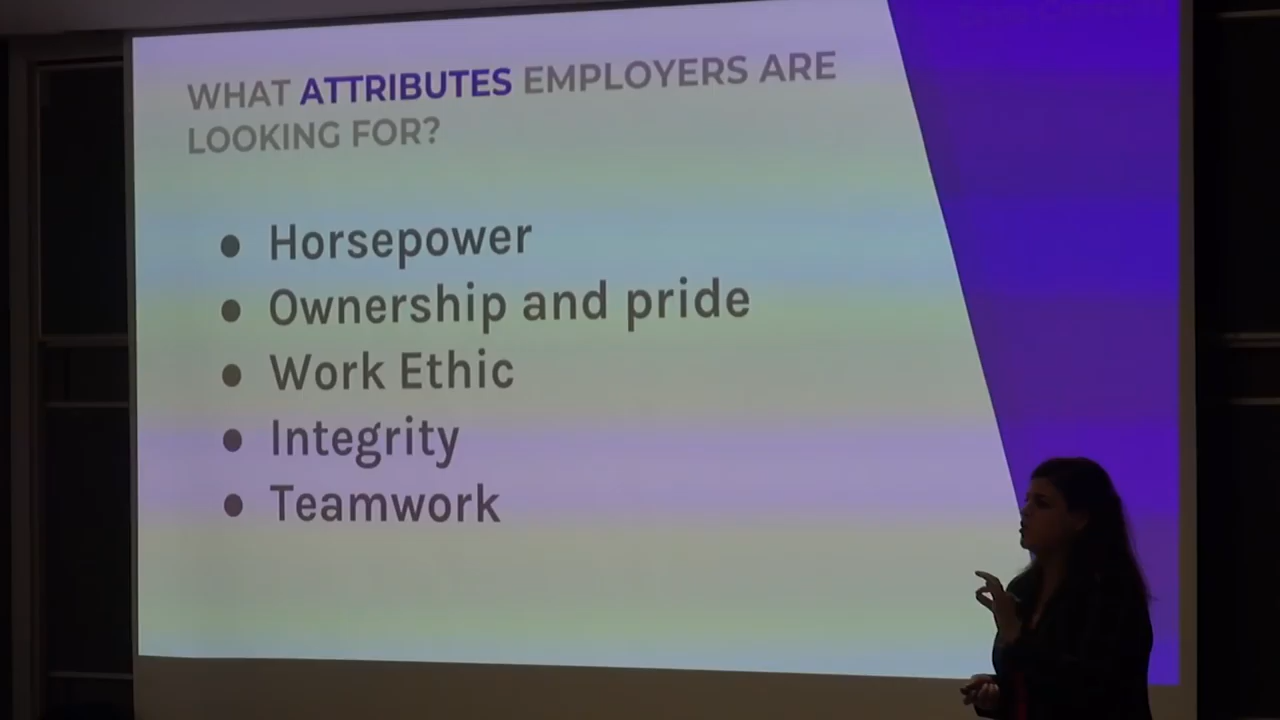 WHAT ATTRIBUTES EMPLOYERS ARE
LOOKING FOR?
● Horsepower
● Ownership and pride
● Work Ethic
● Integrity
● Teamwork